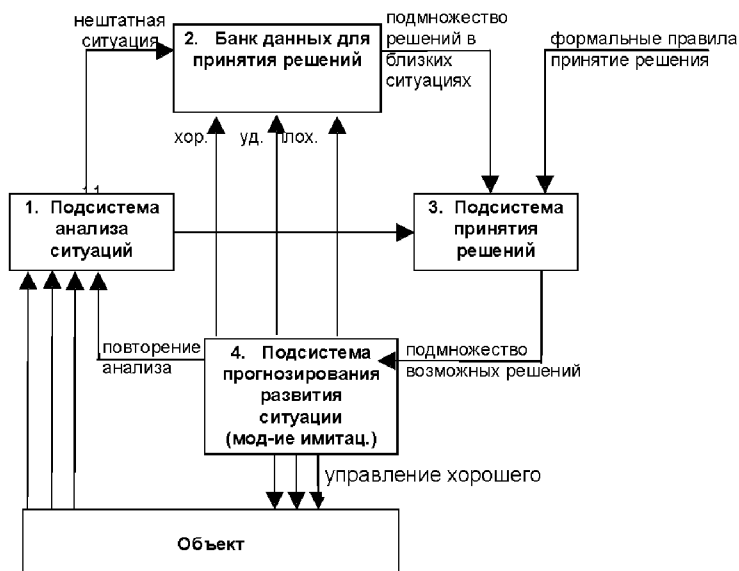 нештатная
ситуация
2. Банк данных для
принятия решений
подмножество
решений в
близких
ситуациях
формальные правила
принятие решения
хор. уд. плох.
1. Подсистема
анализа
ситуаций
3. Подсистема
принятия
решений
повторение
анализа
4. Подсистема
прогнозирования
развития
ситуации
(мод-ие имитац.)
подмножество
возможных решений
управление хорошего
Объект